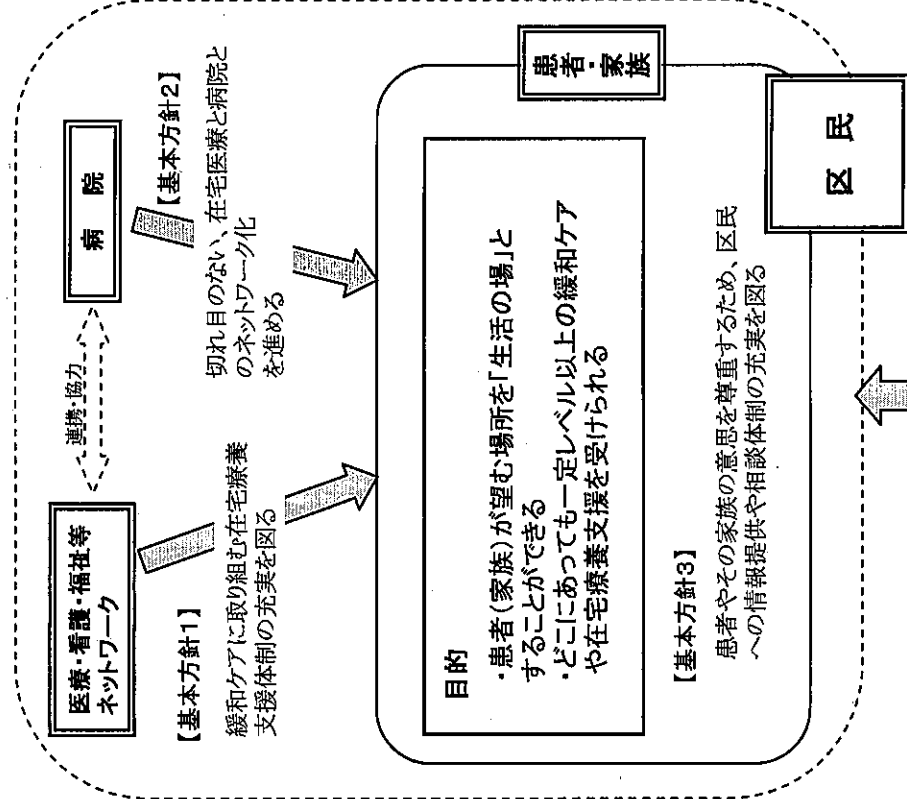 医療・看護・福祉等
ネットワーク
連携・協力
病院
【基本方針1】
緩和ケアに取り組む在宅療養
支援体制の充実を図る
【基本方針2】
切れ目のない、在宅医療と病院と
のネットワーク化
を進める
目的
・患者(家族)が望む場所を「生活の場」と
することができる
・どこにあっても一定レベル以上の緩和ケア
や在宅療養支援を受けられる
患者・家
族
【基本方針3】
患者やその家族の意思を尊重するため、区民
への情報提供や相談体制の充実を図る
区民